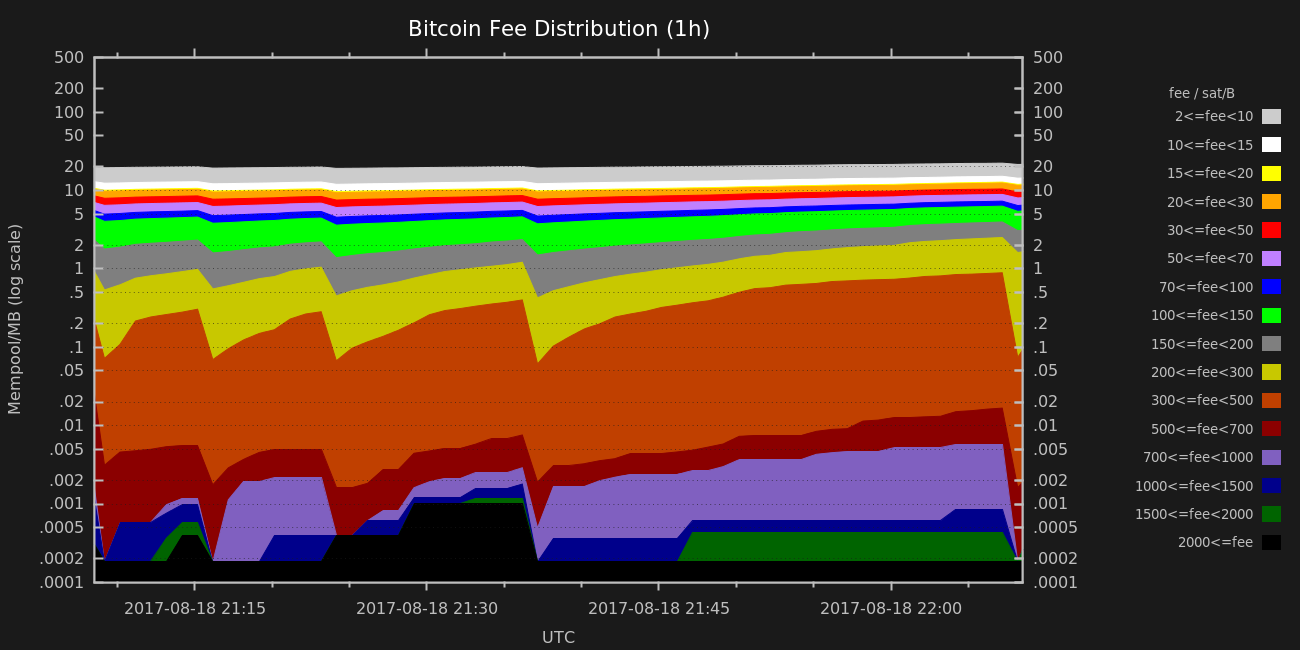 Bitcoin Fee Distribution (1h)
Mempool/MB (log scale)
500
200
100
50
20
10
5
2
1
.5
.2
.1
.05
.02
.01
.005
.002
.001
.0005
.0002
.0001
500
200
100
50
20
10
5
2
1
.5
.2
.1
.05
.02
.01
.005
.002
.001
.0005
.0002
.0001
2017-08-18 21:15 2017-08-18 21:30 2017-08-18 21:45 2017-08-18 22:00
UTC
fee / sat/B
2<=fee<10
10<=fee<15
15<=fee<20
20<=fee<30
30<=fee<50
50<=fee<70
70<=fee<100
100<=fee<150
150<=fee<200
200<=fee<300
300<=fee<500
500<=fee<700
700<=fee<1000
1000<=fee<1500
1500<=fee<2000
2000<=fee